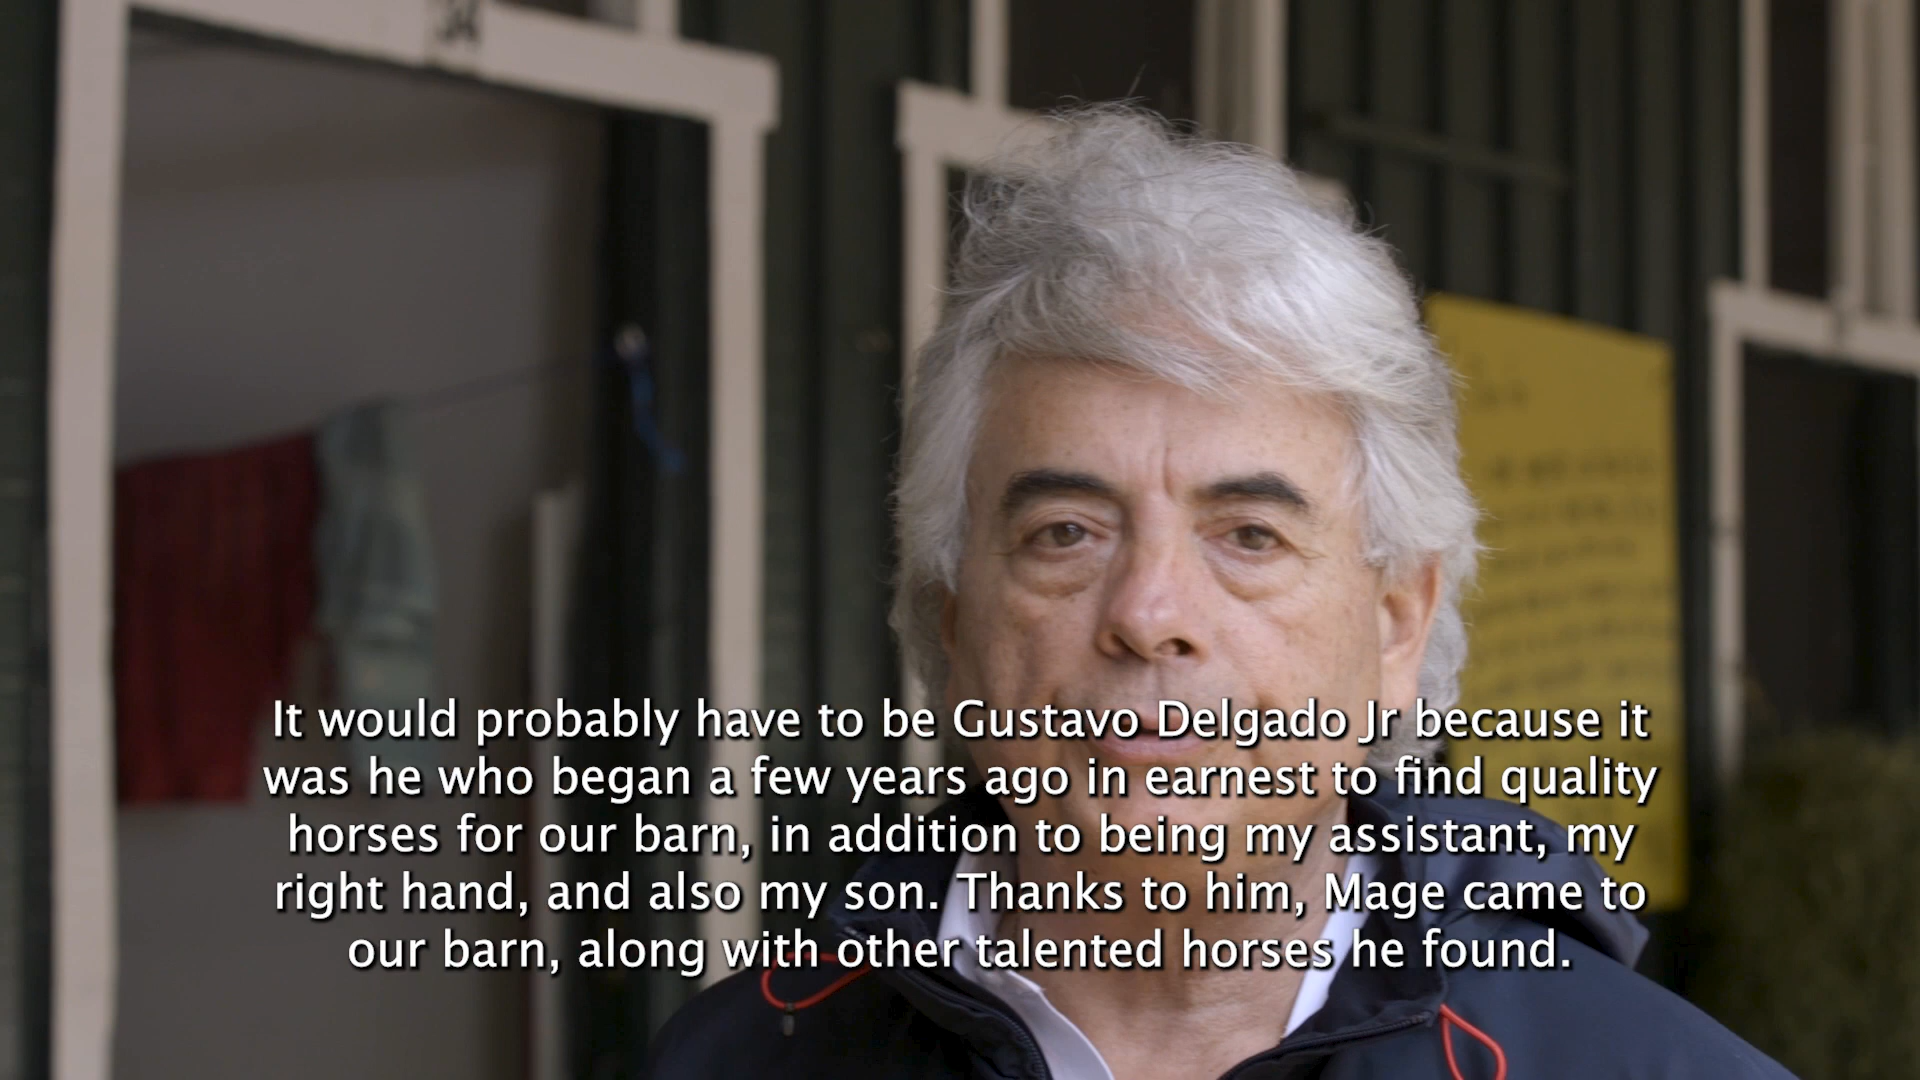 34
It would probably have to be Gustavo Delgado Jr because it
was he who began a few years ago in earnest to find quality
horses for our barn, in addition to being my assistant, my
right hand, and also my son. Thanks to him, Mage came to
our barn, along with other talented horses he found.